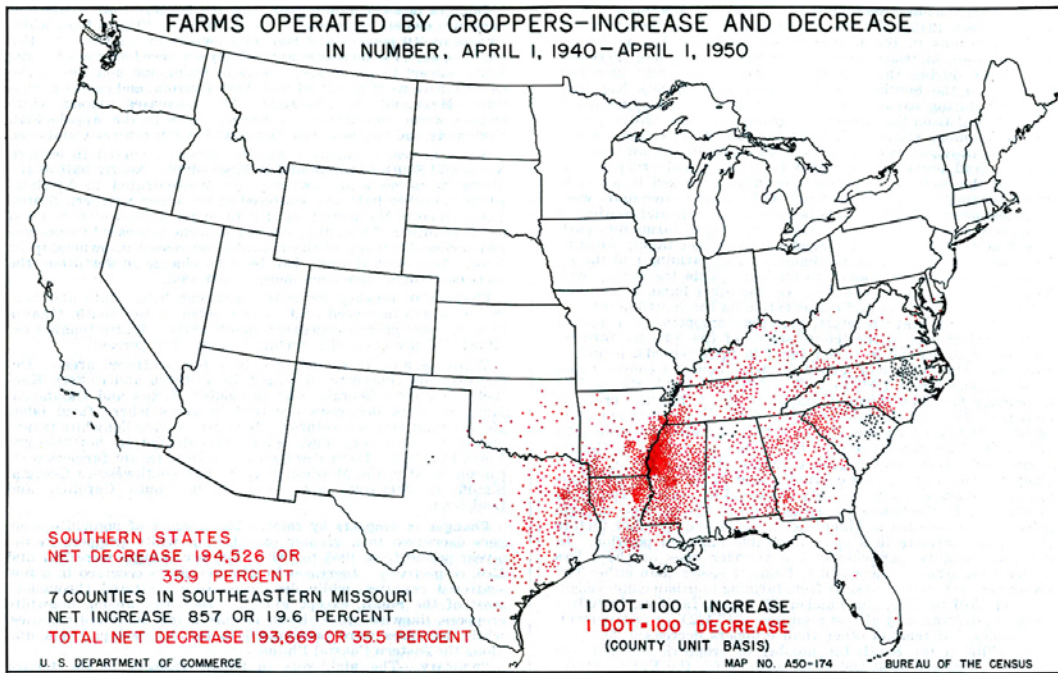 FARMS OPERATED BY CROPPERS-INCREASE AND DECREASE
IN NUMBER, APRIL 1, 1940-APRIL 1, 1950
SOUTHERN STATES
NET DECREASE 194,526 OR
35.9 PERCENT
7 COUNTIES IN SOUTHEASTERN MISSOURI
NET INCREASE 857 OR 19.6 PERCENT
TOTAL NET DECREASE 193,669 OR 35.5 PERCENT
1 DOT=100 INCREASE
1 DOT=100 DECREASE
(COUNTY UNIT BASIS)
U. S. DEPARTMENT OF COMMERCE
MAP NO. A50-174
BUREAU OF THE CENSUS